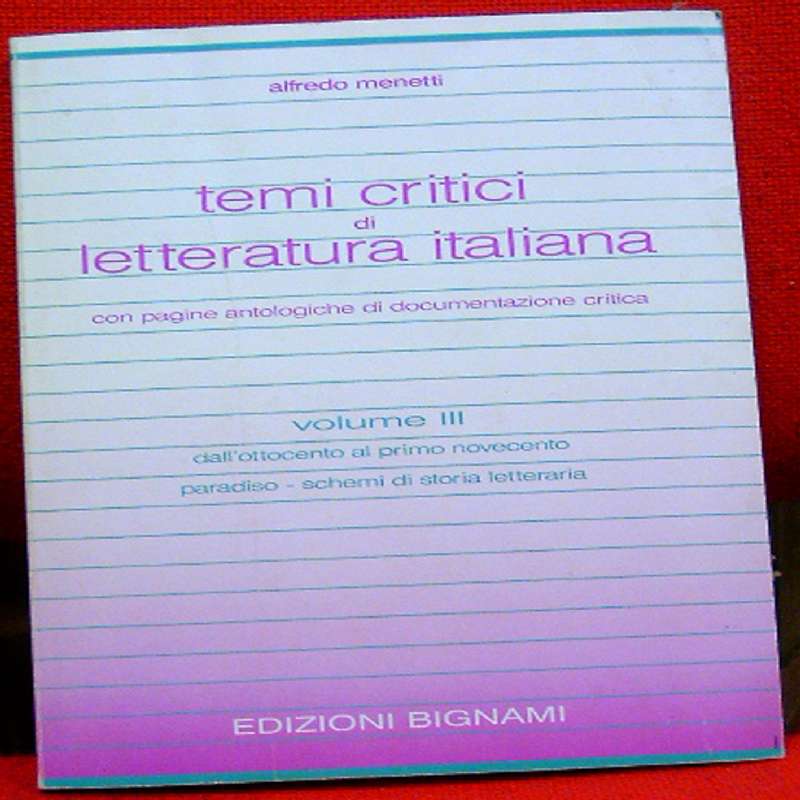 alfredo menetti
temi critici
di
letteratura italiana
con pagine antologiche di documentazione critica
volume III
dall'ottocento al primo novecento
paradiso - schemi di storia letteraria
EDIZIONI BIGNAMI